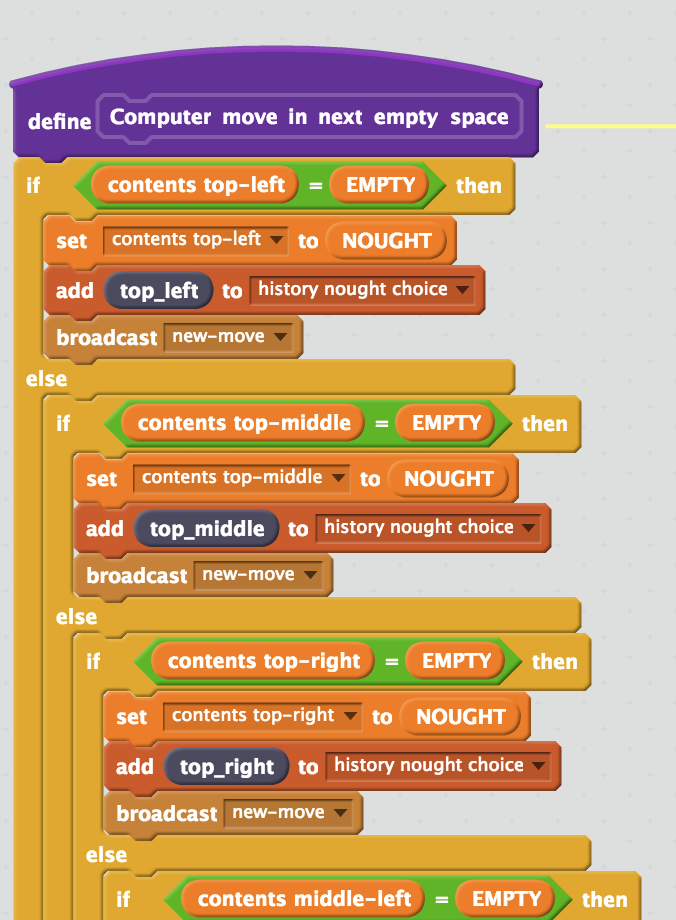 define Computer move in next empty space
if contents top-left = EMPTY then
set contents top-left to NOUGHT
add top_left to history nought choice
broadcast new-move
else
if contents top-middle = EMPTY then
set contents top-middle to NOUGHT
add top_middle to history nought choice
broadcast new-move
else
if contents top-right = EMPTY then
set contents top-right to NOUGHT
add top_right to history nought choice
broadcast new-move
else
if contents middle-left = EMPTY then